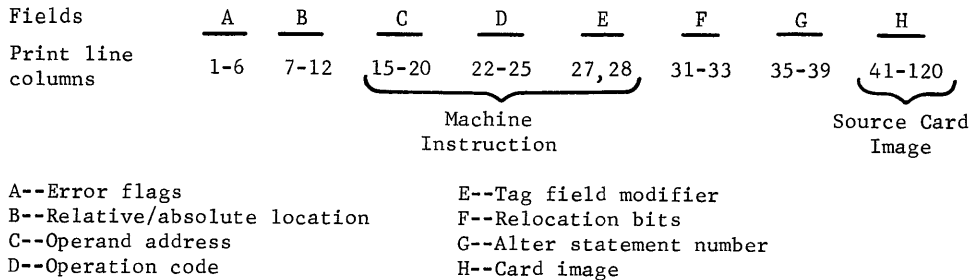 Fields A B C D E F G H
Print line
columns 1-6 7-12 15-20 22-25 27,28 31-33 35-39 41-120
Machine
Instruction
Source Card
Image
A--Error flags
B--Relative/absolute location
C--Operand address
D--Operation code
E--Tag field modifier
F--Relocation bits
G--Alter statement number
H--Card image